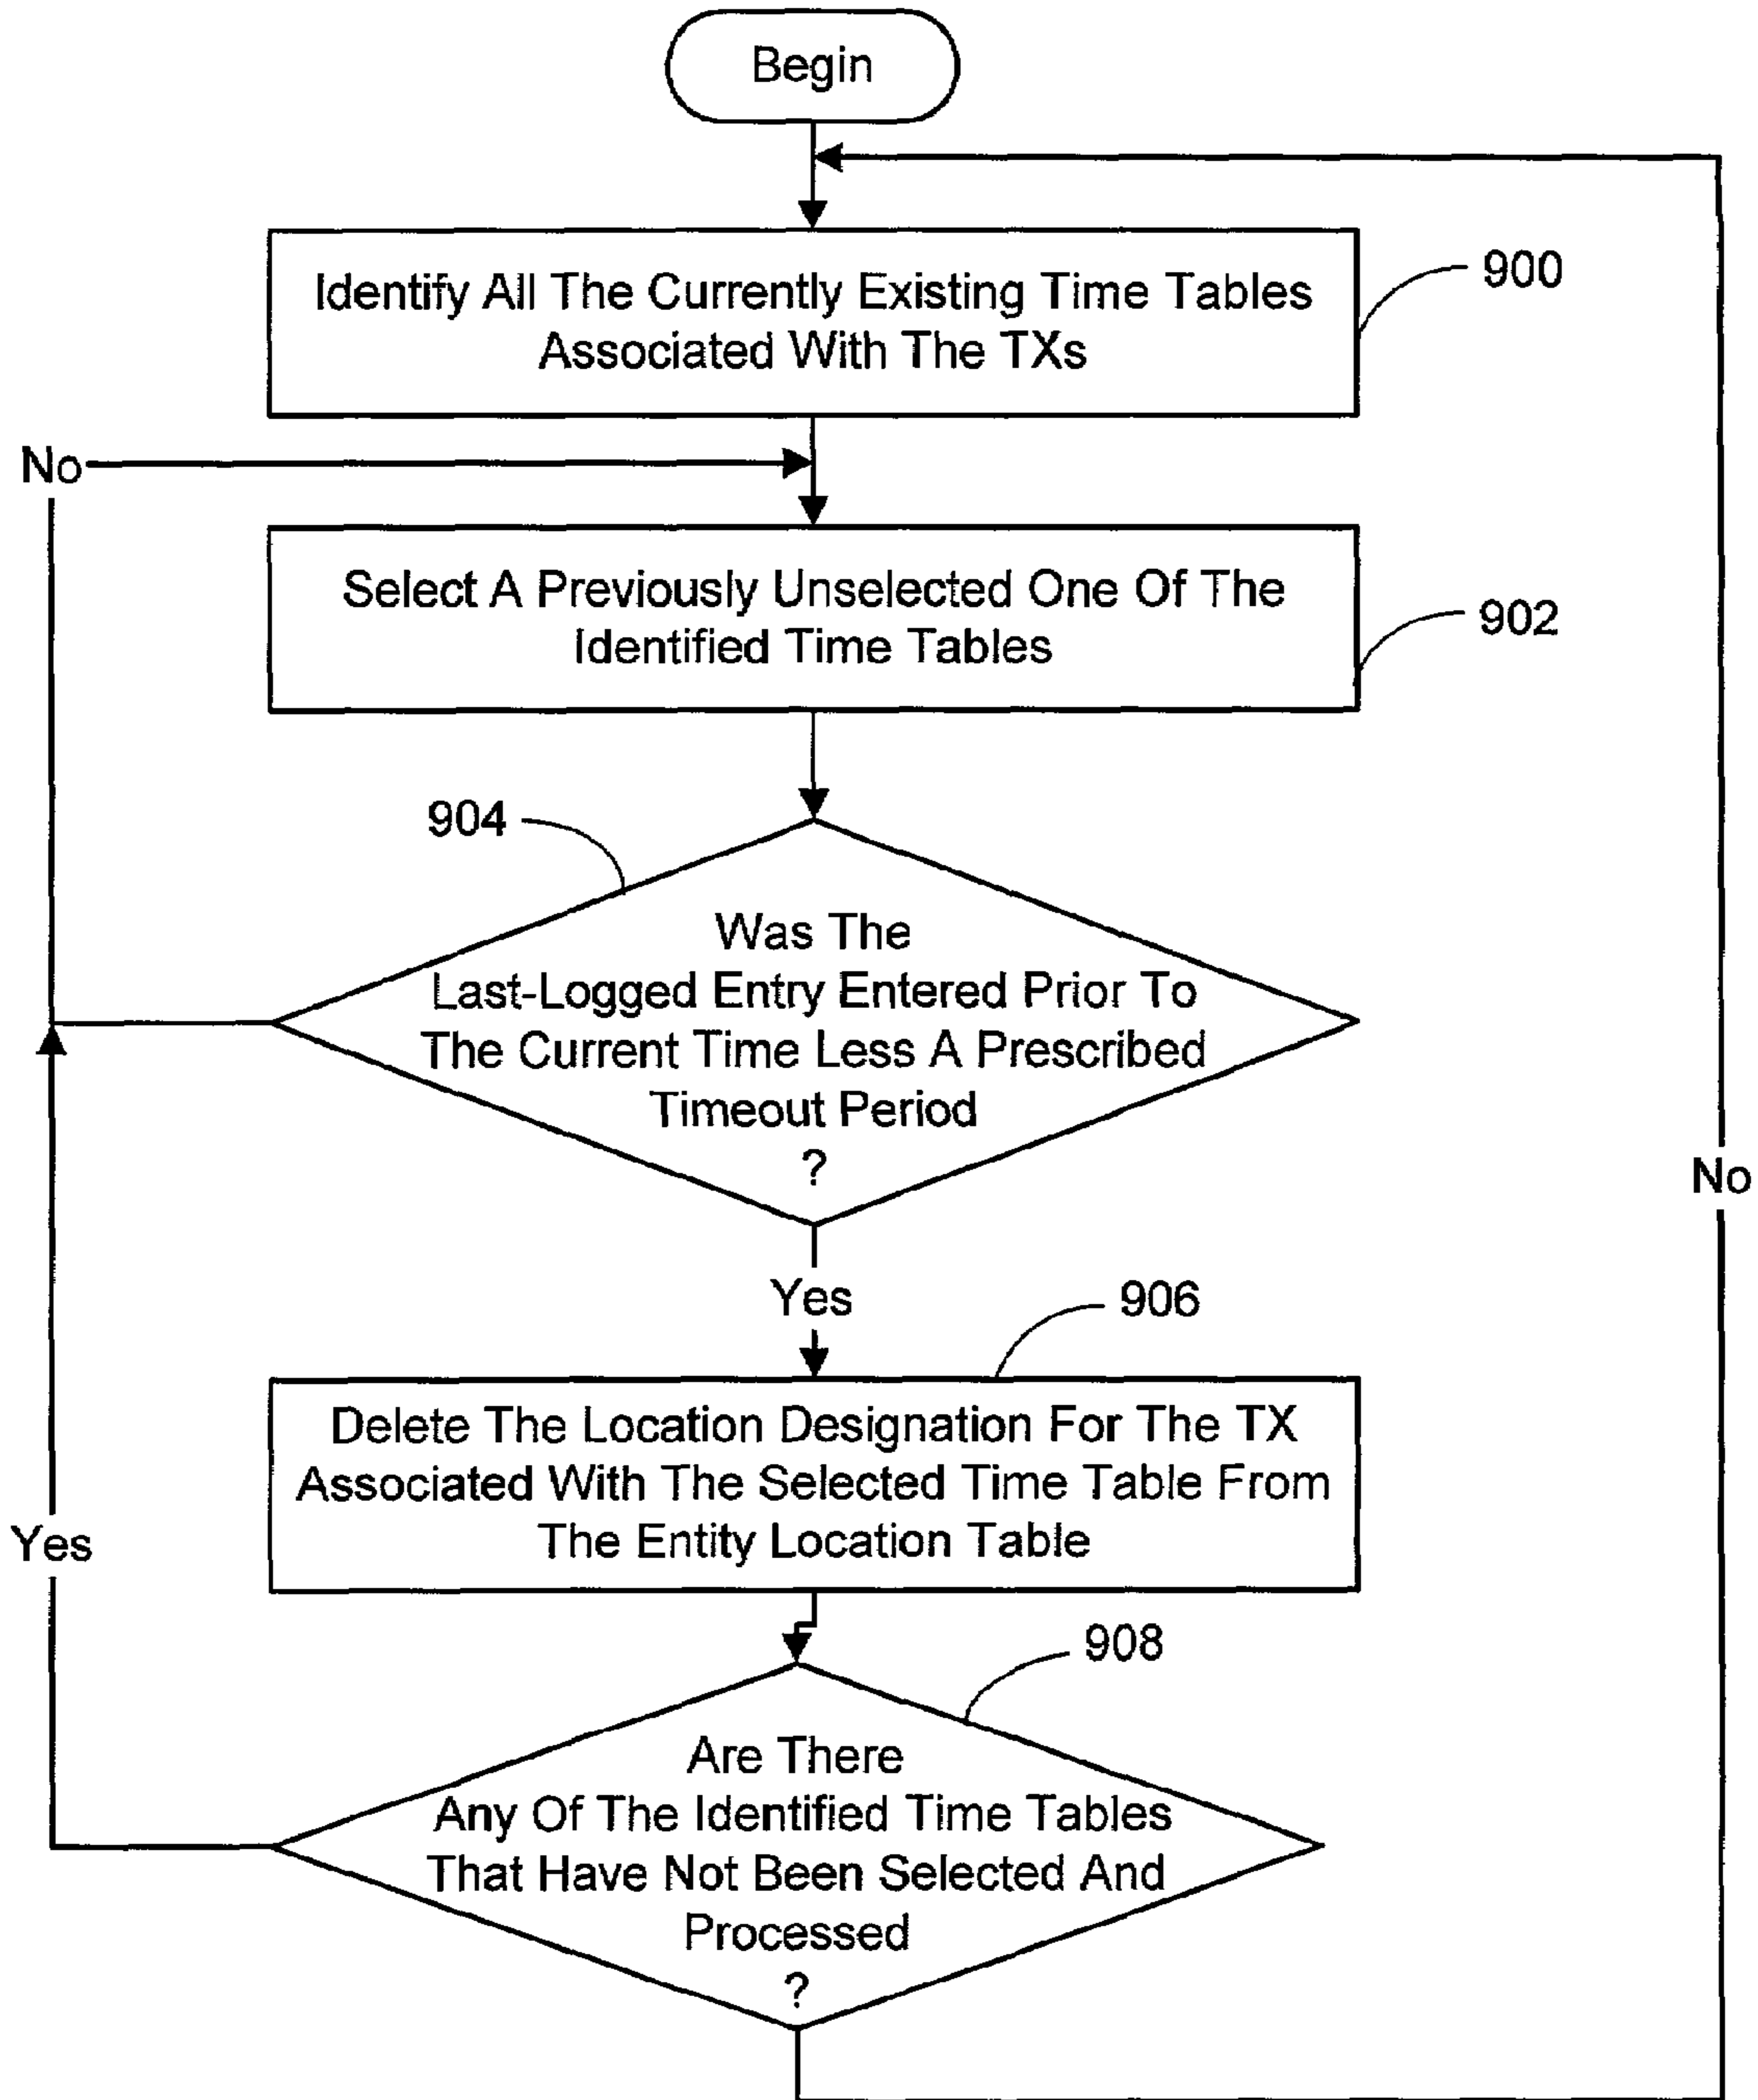 Begin
Identify All The Currently Existing Time Tables
Associated With The TXs
900
No
Select A Previously Unselected One Of The
Identified Time Tables
902
904
Was The
Last-Logged Entry Entered Prior To
The Current Time Less A Prescribed
Timeout Period
?
No
Yes
906
Delete The Location Designation For The TX
Associated With The Selected Time Table From
The Entity Location Table
Yes
908
Are There
Any Of The Identified Time Tables
That Have Not Been Selected And
Processed
?